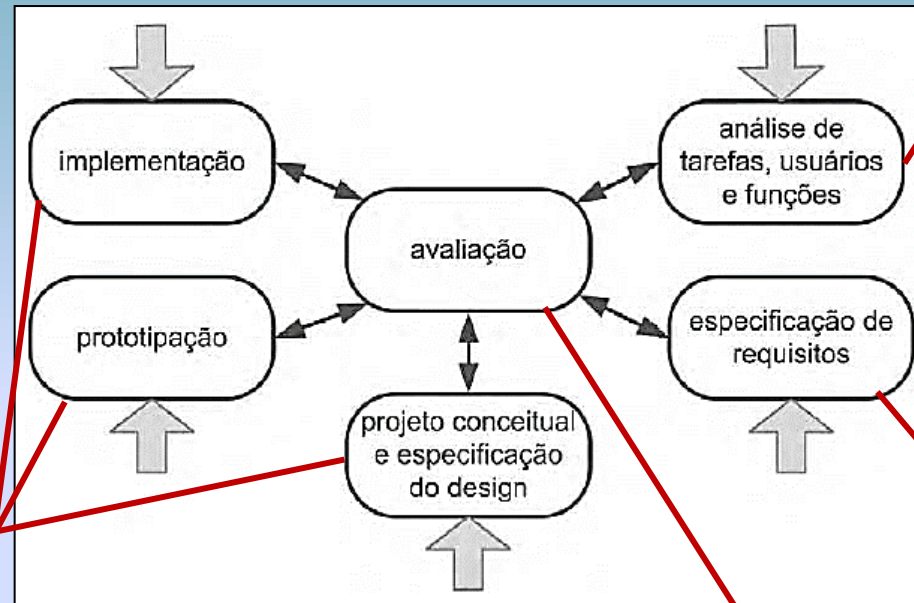 implementação
análise de
tarefas, usuários
e funções
avaliação
prototipação
especificação de
requisitos
projeto conceitual
e especificação
do design